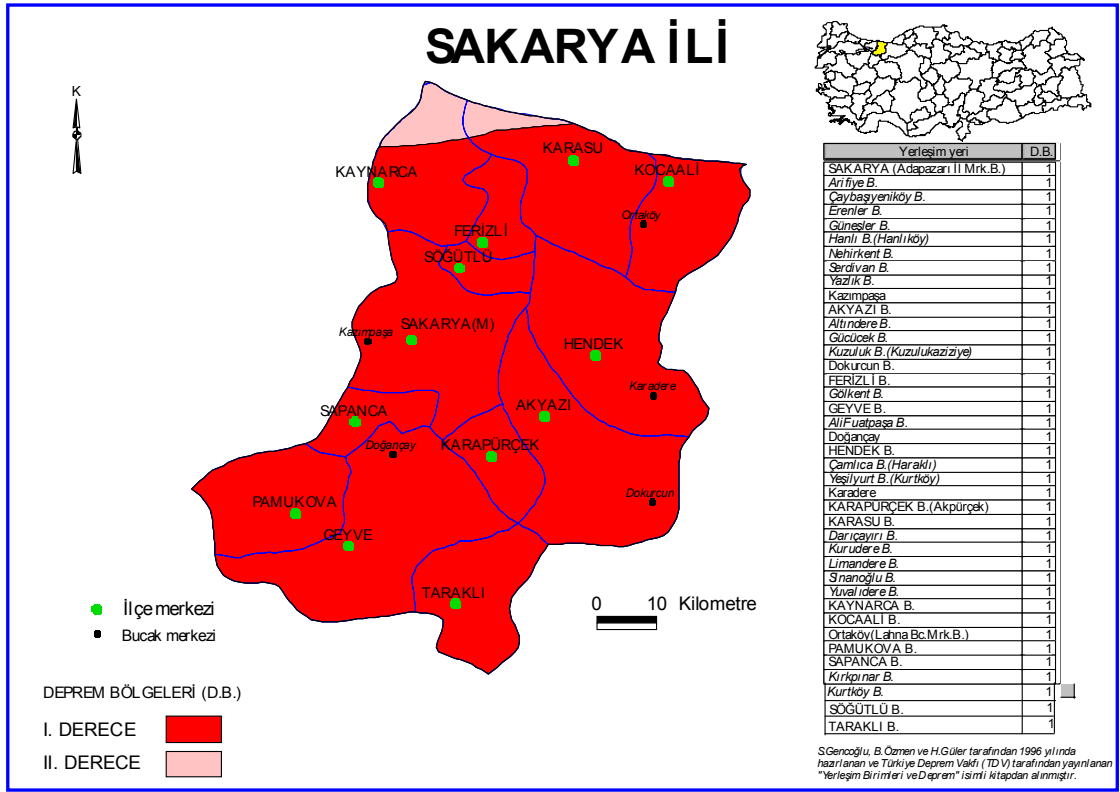 SAKARYA İLİ
K
KAYNARCA
KARASU
KOCAALİ
Ortaköy
FERİZLİ
SÖĞÜTLÜ
Kazımpaşa
SAKARYA(M)
HENDEK
Karadere
SAPANCA
AKYAZI
Doğançay
KARAPÜRÇEK
PAMUKOVA
Dokurcun
GEYVE
TARAKLI
İlçe merkezi
Bucak merkezi
0 10 Kilometre
DEPREM BÖLGELERİ (D.B.)
I. DERECE
II. DERECE
Yerleşim yeri D.B.
SAKARYA (Adapazarı İl Mrk.B.) 1
Arifiye B. 1
Çaybaşıyeniköy B. 1
Erenler B. 1
Güneşler B. 1
Hanlı B.(Hanlıköy) 1
Nehirkent B. 1
Serdivan B. 1
Yazlık B. 1
Kazımpaşa 1
AKYAZI B. 1
Altındere B. 1
Gücücek B. 1
Kuzuluk B.(Kuzulukaziziye) 1
Dokurcun B. 1
FERİZLİ B. 1
Gölkent B. 1
GEYVE B. 1
AliFuatpaşa B. 1
Doğançay 1
HENDEK B. 1
Çamlıca B.(Haraklı) 1
Yeşilyurt B.(Kurtköy) 1
Karadere 1
KARAPÜRÇEK B.(Akpürçek) 1
KARASU B. 1
Darıçayırı B. 1
Kurudere B. 1
Limandere B. 1
Sinanoğlu B. 1
Yuvalıdere B. 1
KAYNARCA B. 1
KOCAALİ B. 1
Ortaköy(Lahna Bc.Mrk.B.) 1
PAMUKOVA B. 1
SAPANCA B. 1
Kırkpınar B. 1
Kurtköy B. 1
SÖĞÜTLÜ B. 1
TARAKLI B. 1
S.Gencoğlu, B.Özmen ve H.Güler tarafından 1996 yılında
hazırlanan ve Türkiye Deprem Vakfı (TDV) tarafından yayınlanan
"Yerleşim Birimleri ve Deprem" isimli kitapdan alınmıştır.